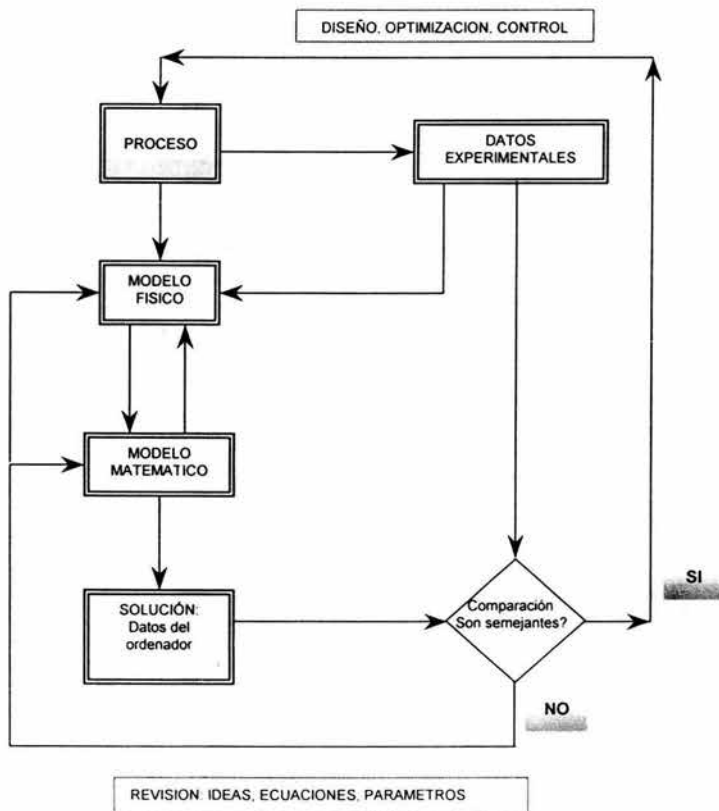 DISEÑO, OPTIMIZACION, CONTROL
PROCESO
DATOS
EXPERIMENTALES
MODELO
FISICO
MODELO
MATEMATICO
SOLUCIÓN:
Datos del
ordenador
Comparación
Son semejantes?
SI
NO
REVISION: IDEAS, ECUACIONES, PARAMETROS